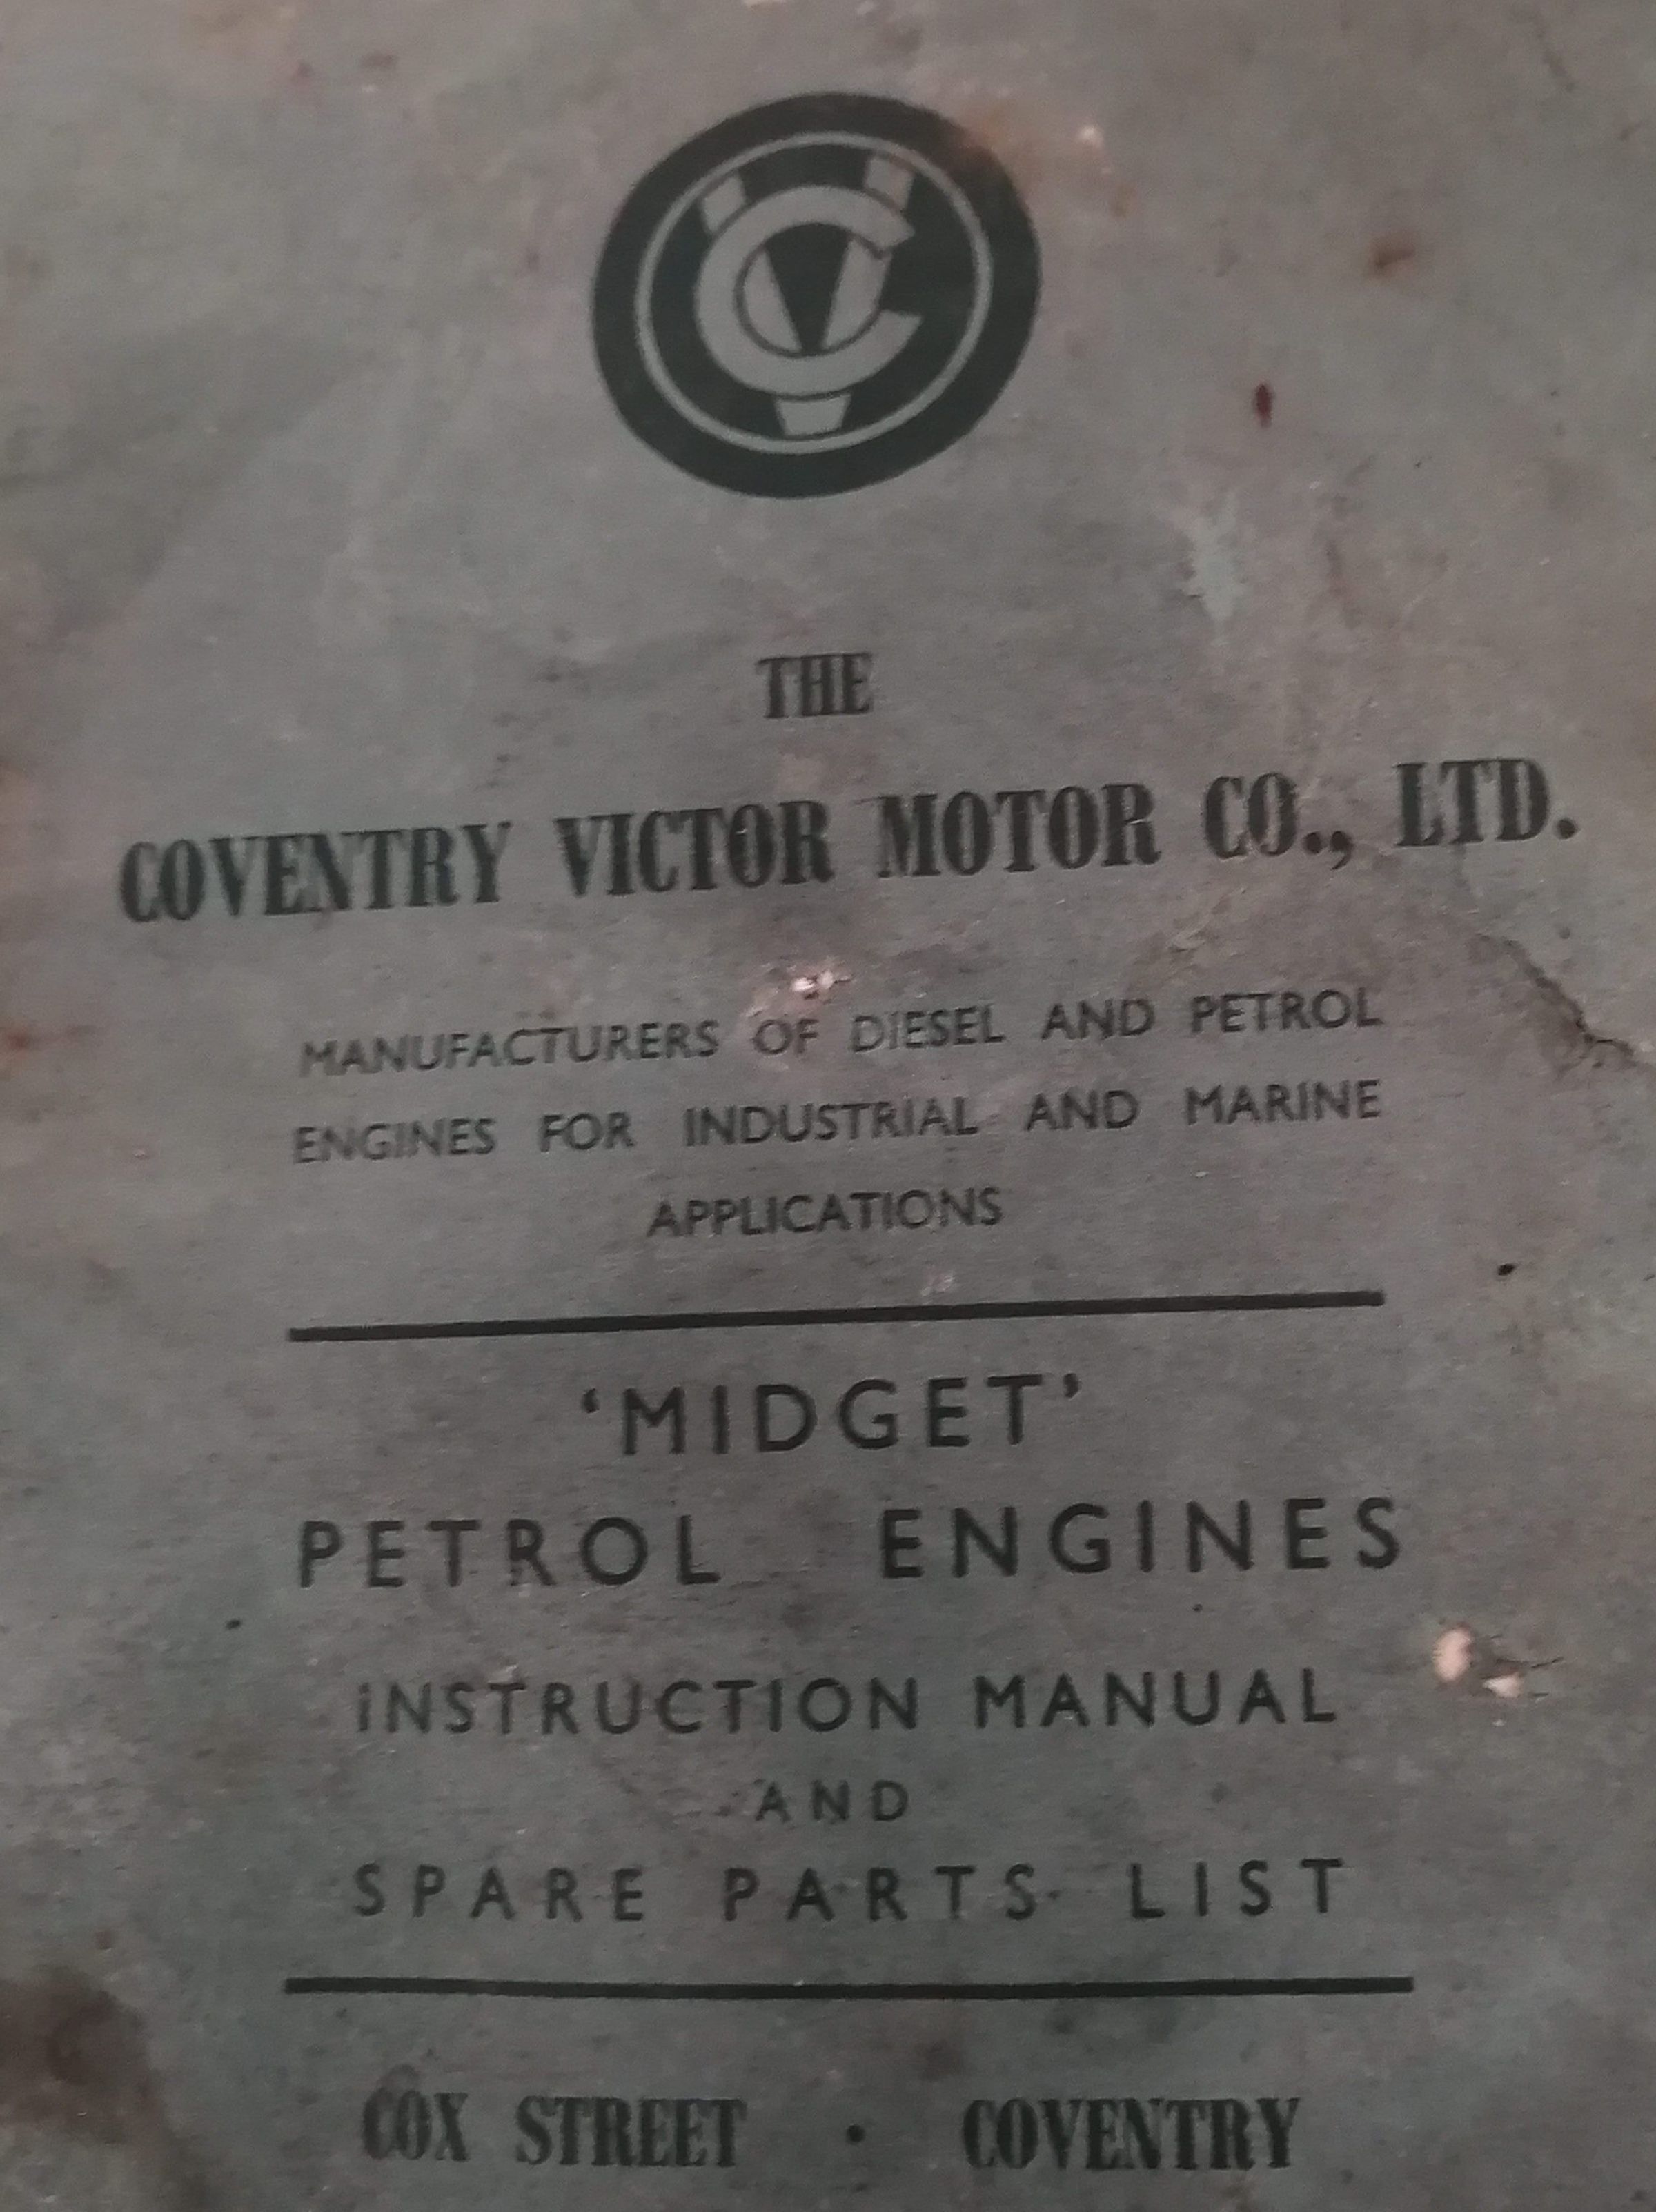 CV
THE
COVENTRY VICTOR MOTOR CO., LTD.
MANUFACTURERS OF DIESEL AND PETROL
ENGINES FOR INDUSTRIAL AND MARINE
APPLICATIONS
‘MIDGET’
PETROL ENGINES
INSTRUCTION MANUAL
AND
SPARE PARTS LIST
COX STREET · COVENTRY